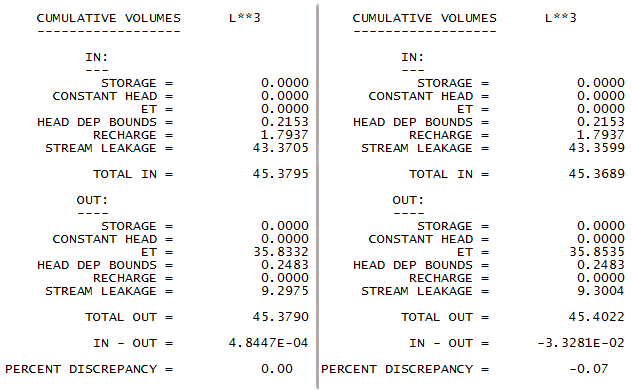 CUMULATIVE VOLUMES L**3
------------------
IN:
---
STORAGE = 0.0000
CONSTANT HEAD = 0.0000
ET = 0.0000
HEAD DEP BOUNDS = 0.2153
RECHARGE = 1.7937
STREAM LEAKAGE = 43.3705
TOTAL IN = 45.3795
OUT:
----
STORAGE = 0.0000
CONSTANT HEAD = 0.0000
ET = 35.8332
HEAD DEP BOUNDS = 0.2483
RECHARGE = 0.0000
STREAM LEAKAGE = 9.2975
TOTAL OUT = 45.3790
IN - OUT = 4.8447E-04
PERCENT DISCREPANCY = 0.00
CUMULATIVE VOLUMES L**3
------------------
IN:
---
STORAGE = 0.0000
CONSTANT HEAD = 0.0000
ET = 0.0000
HEAD DEP BOUNDS = 0.2153
RECHARGE = 1.7937
STREAM LEAKAGE = 43.3599
TOTAL IN = 45.3689
OUT:
----
STORAGE = 0.0000
CONSTANT HEAD = 0.0000
ET = 35.8535
HEAD DEP BOUNDS = 0.2483
RECHARGE = 0.0000
STREAM LEAKAGE = 9.3004
TOTAL OUT = 45.4022
IN - OUT = -3.3281E-02
PERCENT DISCREPANCY = -0.07